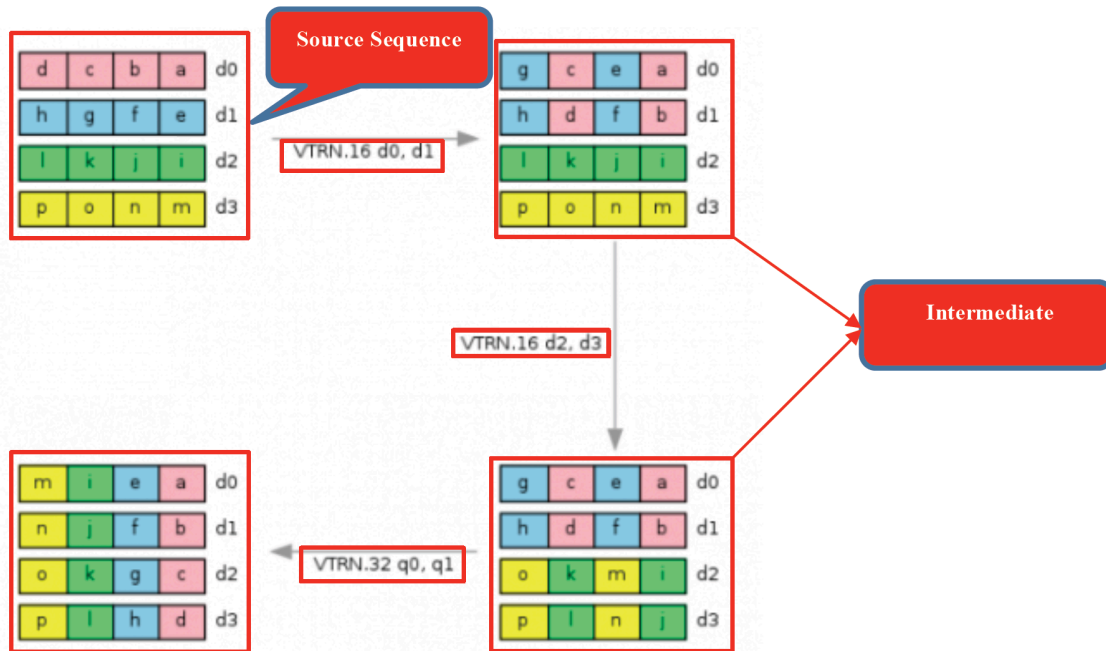 Source Sequence
d c b a d0
h g f e d1
l k j i d2
p o n m d3
VTRN.16 d0, d1
g c e a d0
h d f b d1
l k j i d2
p o n m d3
Intermediate
VTRN.16 d2, d3
g c e a d0
h d f b d1
o k m i d2
p l n j d3
VTRN.32 q0, q1
m i e a d0
n j f b d1
o k g c d2
p l h d d3